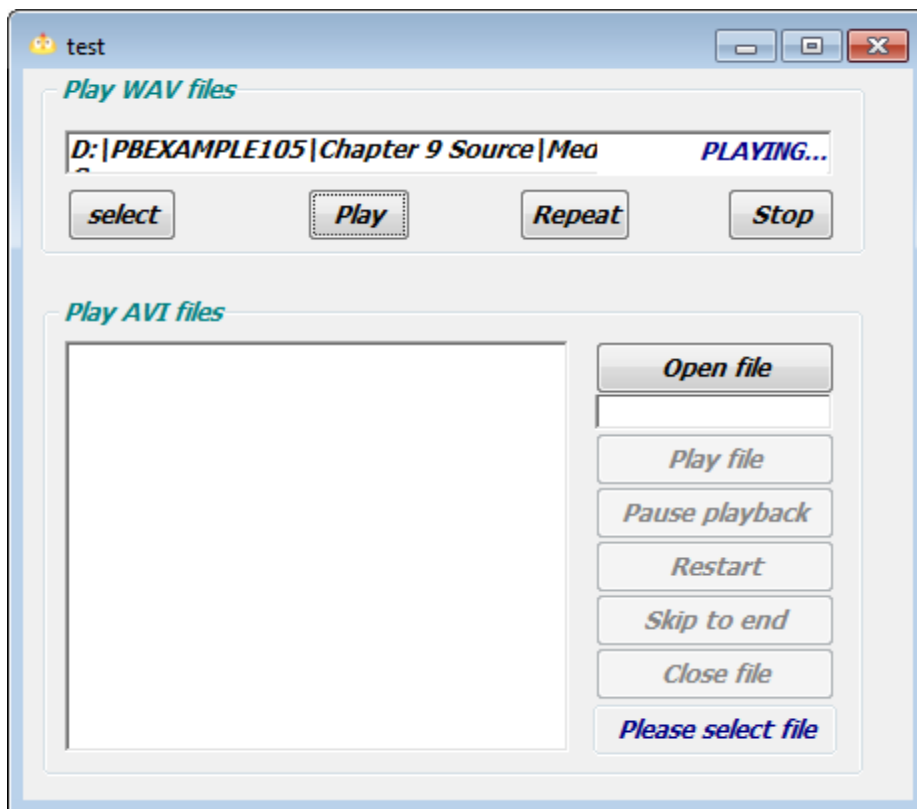 test
Play WAV files
D:|PBEXAMPLE105|Chapter 9 Source|Med
PLAYING...
select
Play
Repeat
Stop
Play AVI files
Open file
Play file
Pause playback
Restart
Skip to end
Close file
Please select file